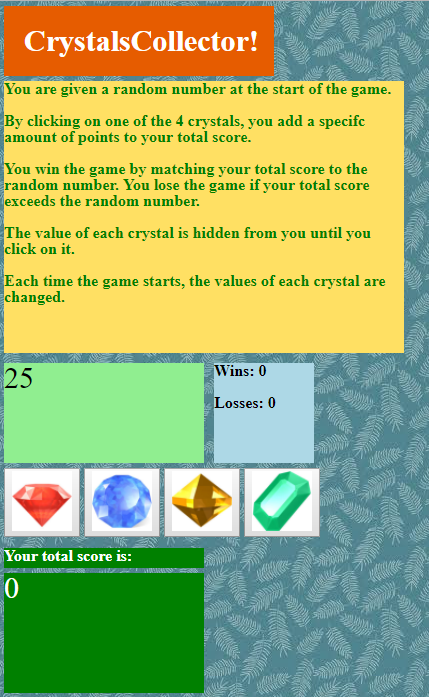 CrystalsCollector!
You are given a random number at the start of the game.
By clicking on one of the 4 crystals, you add a specifc
amount of points to your total score.
You win the game by matching your total score to the
random number. You lose the game if your total score
exceeds the random number.
The value of each crystal is hidden from you until you
click on it.
Each time the game starts, the values of each crystal are
changed.
25
Wins: 0
Losses: 0
Your total score is:
0